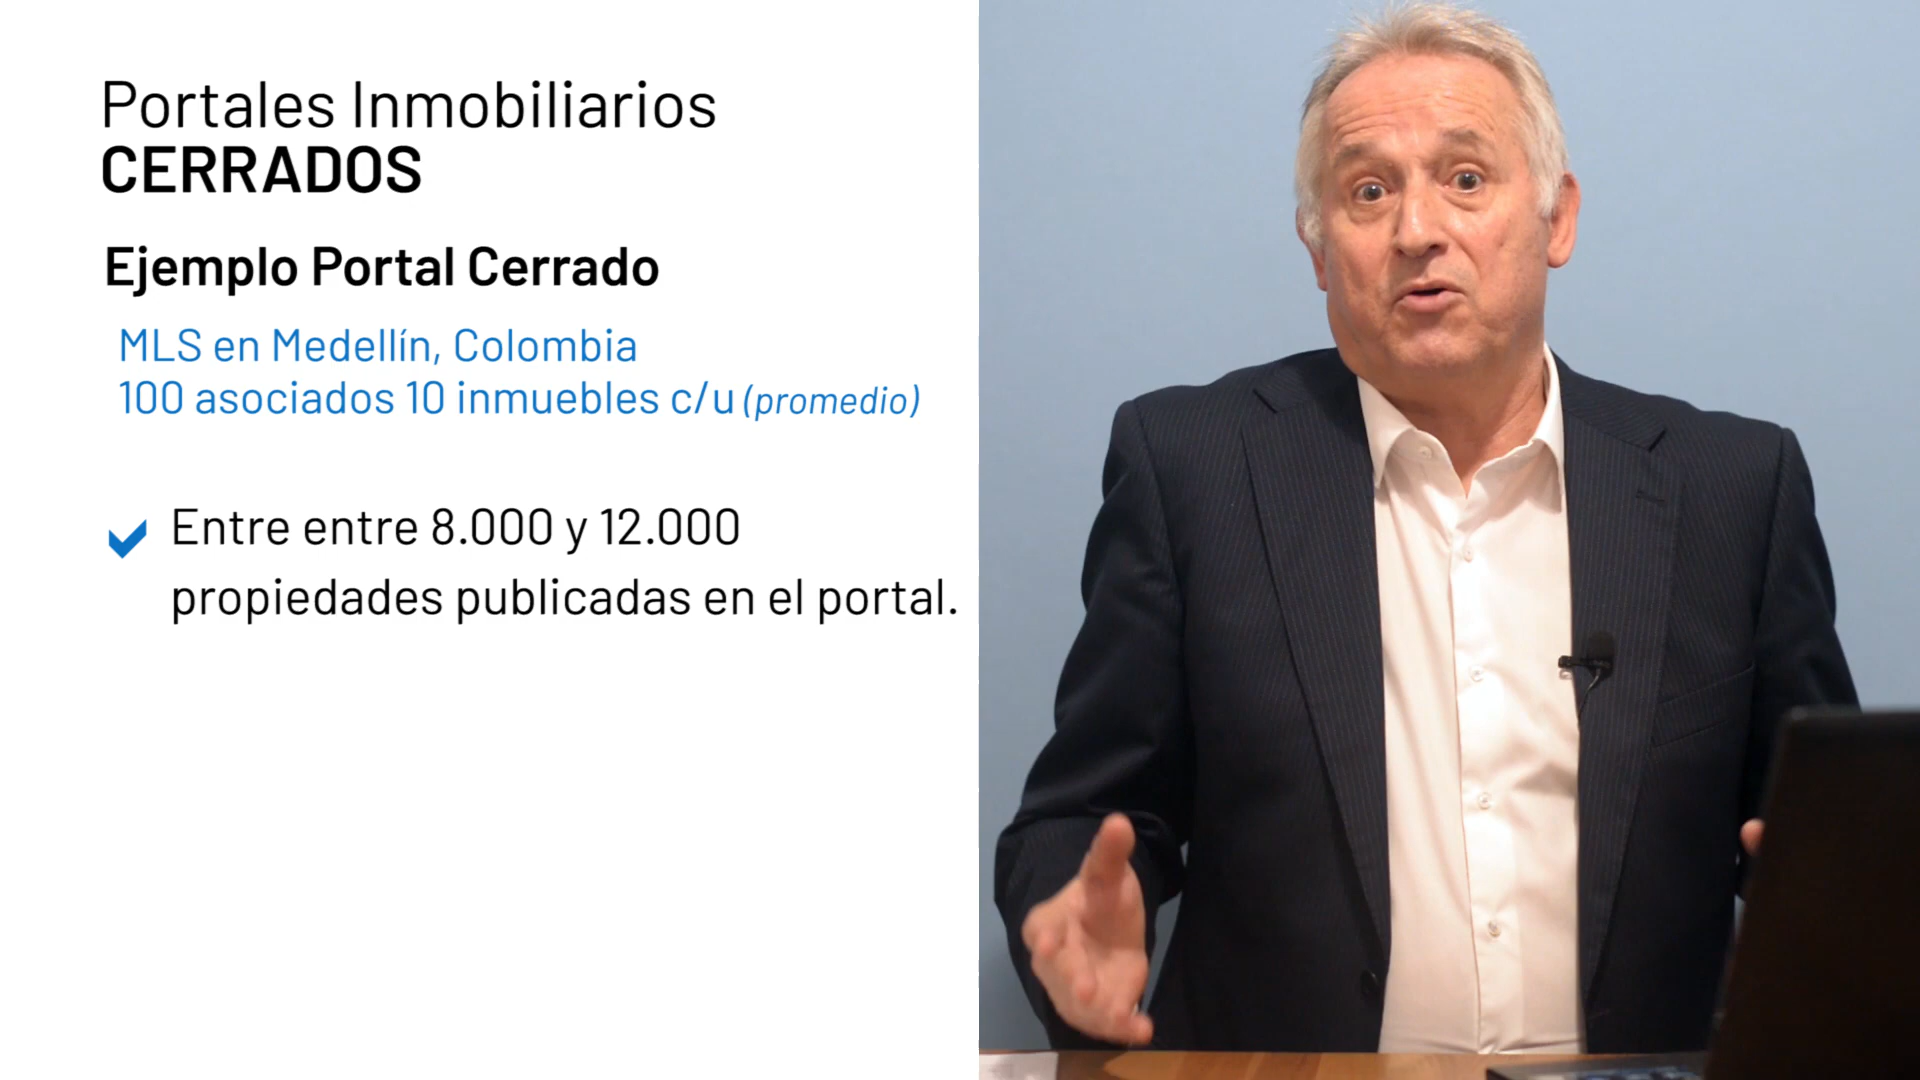 Portales Inmobiliarios
CERRADOS
Ejemplo Portal Cerrado
MLS en Medellín, Colombia
100 asociados 10 inmuebles c/u (promedio)
Entre entre 8.000 y 12.000
propiedades publicadas en el portal.